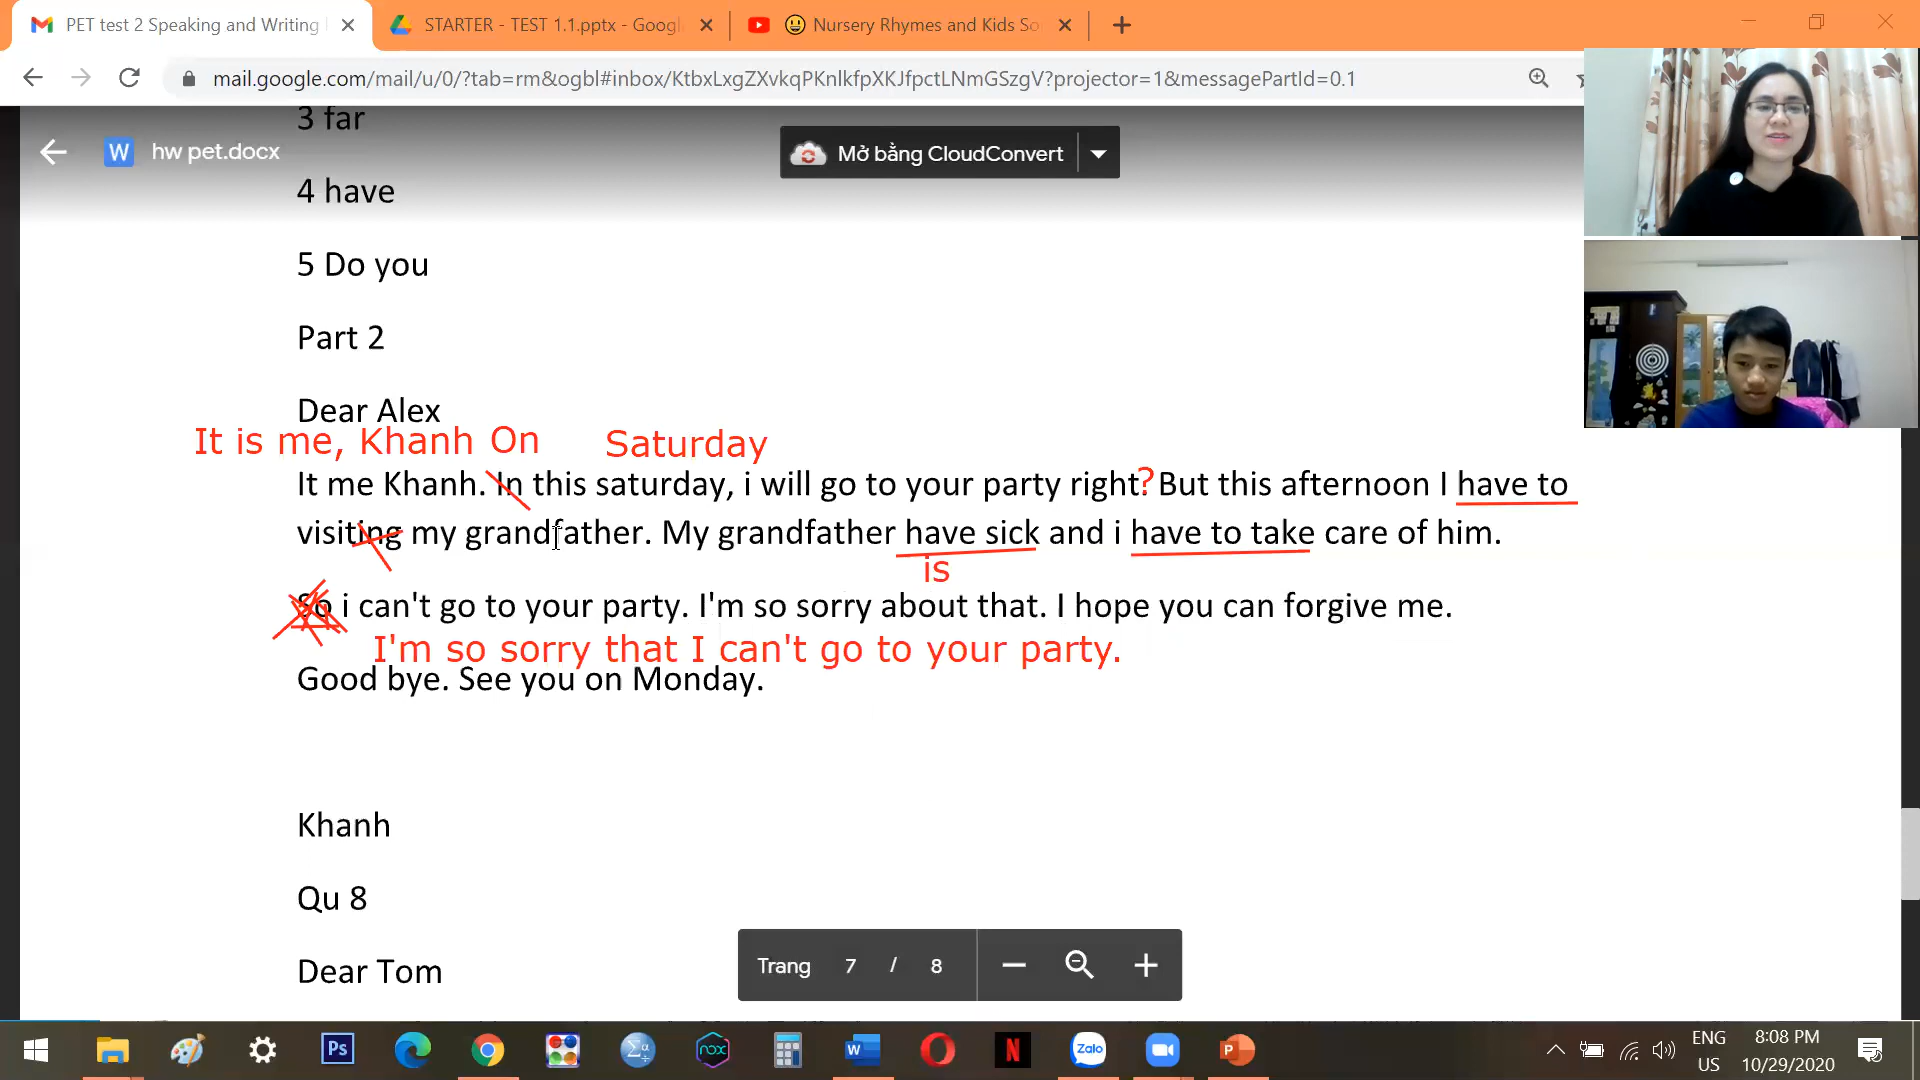 PET test 2 Speaking and Writing
STARTER - TEST 1.1.pptx - Googl
Nursery Rhymes and Kids So
mail.google.com/mail/u/0/?tab=rm&ogbl#inbox/KtbxLxgZXvkqPKnlkfpXKJfpctLNmGSzgV?projector=1&messagePartId=0.1
3 far
W hw pet.docx
Mở bằng CloudConvert
4 have
5 Do you
Part 2
Dear Alex
It is me, Khanh On Saturday
It me Khanh. In this saturday, i will go to your party right? But this afternoon I have to
visiting my grandfather. My grandfather have sick and i have to take care of him.
is
So i can't go to your party. I'm so sorry about that. I hope you can forgive me.
I'm so sorry that I can't go to your party.
Good bye. See you on Monday.
Khanh
Qu 8
Dear Tom
Trang 7 / 8
Ps
nox
W
N
Zalo
P
ENG
US
8:08 PM
10/29/2020